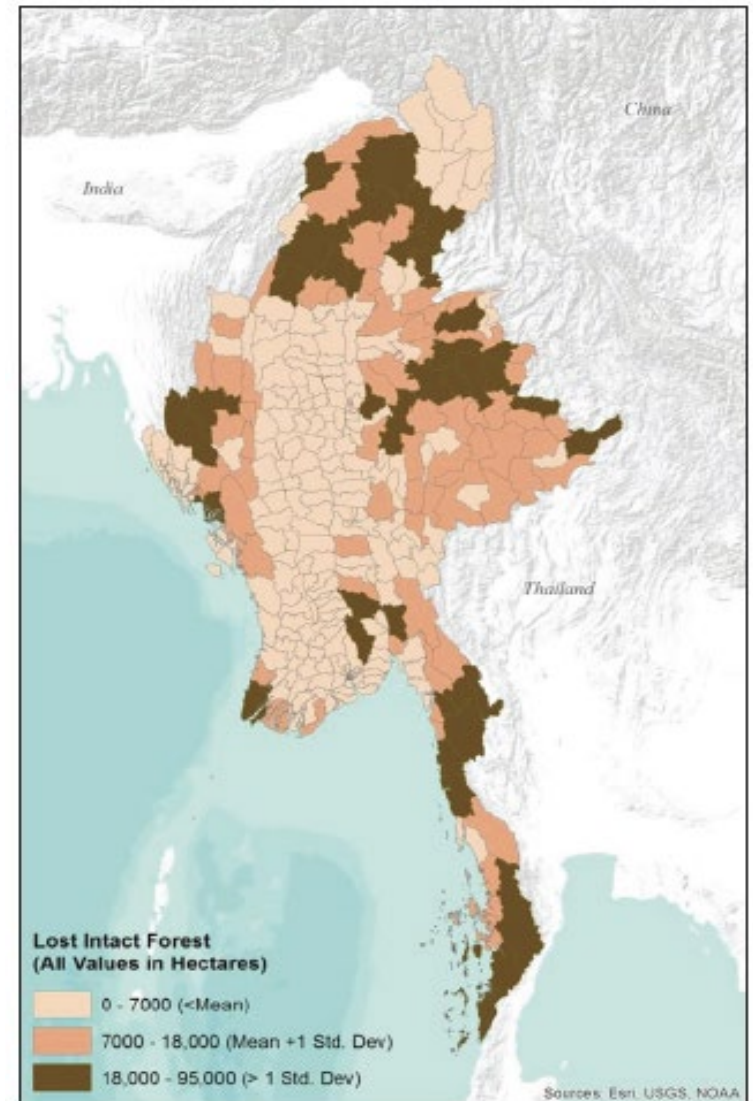 China
India
Thailand
Lost Intact Forest
(All Values in Hectares)
0 - 7000 (<Mean)
7000 - 18,000 (Mean +1 Std. Dev)
18,000 - 95,000 (> 1 Std. Dev)
Sources: Esri, USGS, NOAA